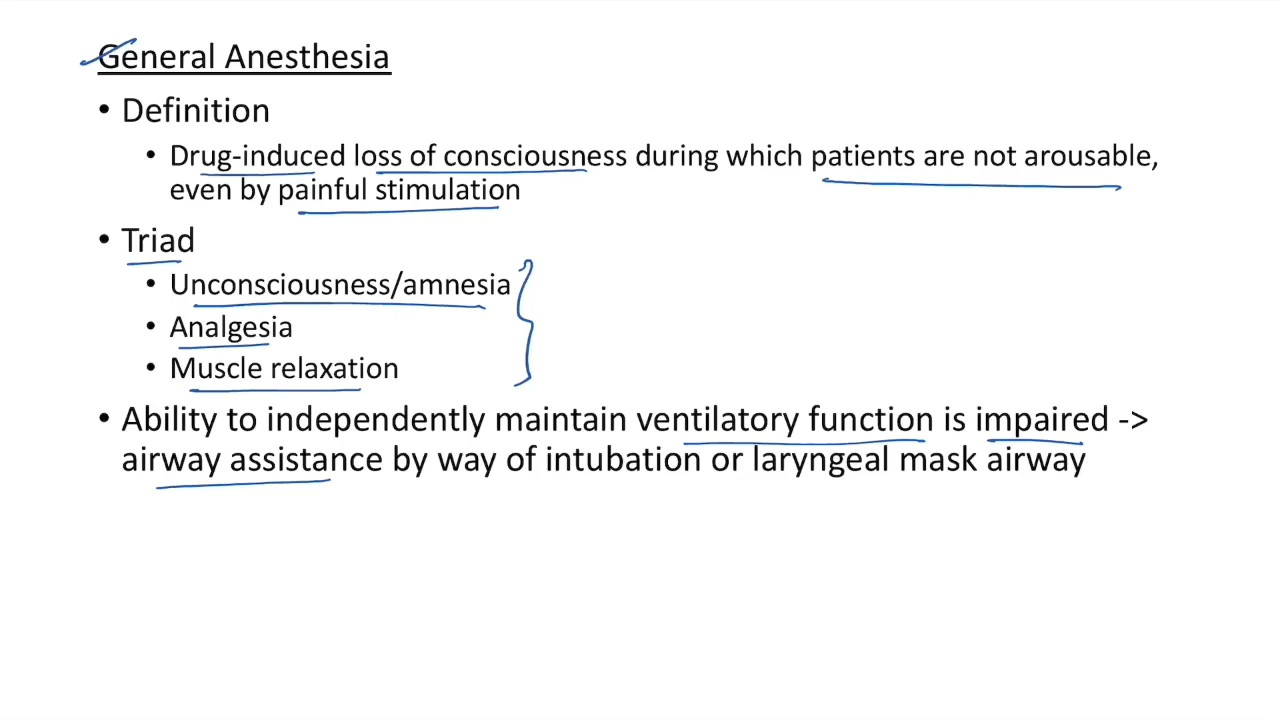 General Anesthesia
• Definition
• Drug-induced loss of consciousness during which patients are not arousable,
even by painful stimulation
• Triad
• Unconsciousness/amnesia
• Analgesia
• Muscle relaxation
• Ability to independently maintain ventilatory function is impaired ->
airway assistance by way of intubation or laryngeal mask airway